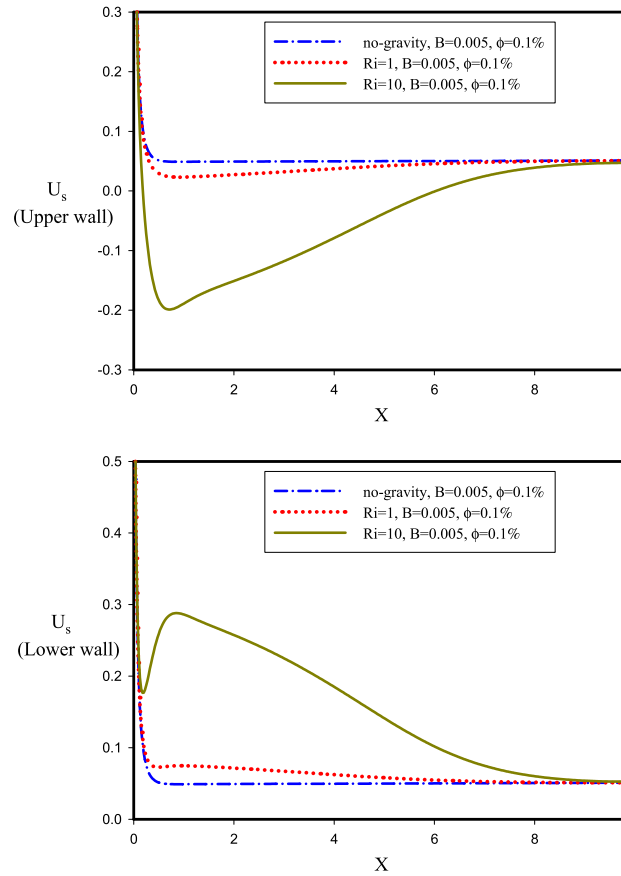 0.3
no-gravity, B=0.005, ϕ=0.1%
Ri=1, B=0.005, ϕ=0.1%
Ri=10, B=0.005, ϕ=0.1%
0.2
0.1
Us
(Upper wall)
0.0
-0.1
-0.2
-0.3
0 2 4 6 8
X
0.5
no-gravity, B=0.005, ϕ=0.1%
Ri=1, B=0.005, ϕ=0.1%
Ri=10, B=0.005, ϕ=0.1%
0.4
0.3
Us
(Lower wall)
0.2
0.1
0.0
0 2 4 6 8
X